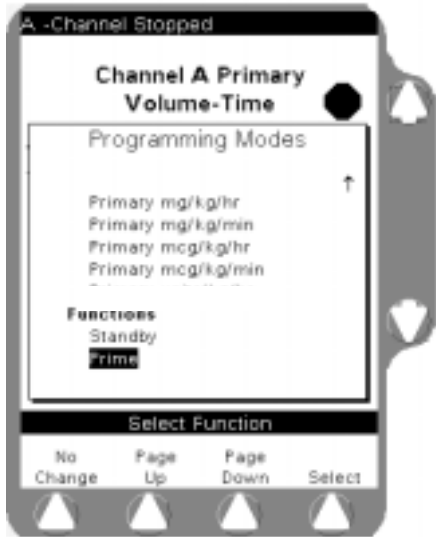 A -Channel Stopped
Channel A Primary
Volume-Time
Programming Modes
↑
Primary mg/kg/hr
Primary mg/kg/min
Primary mcg/kg/hr
Primary mcg/kg/min
Functions
Standby
Prime
Select Function
No Page Page
Change Up Down Select